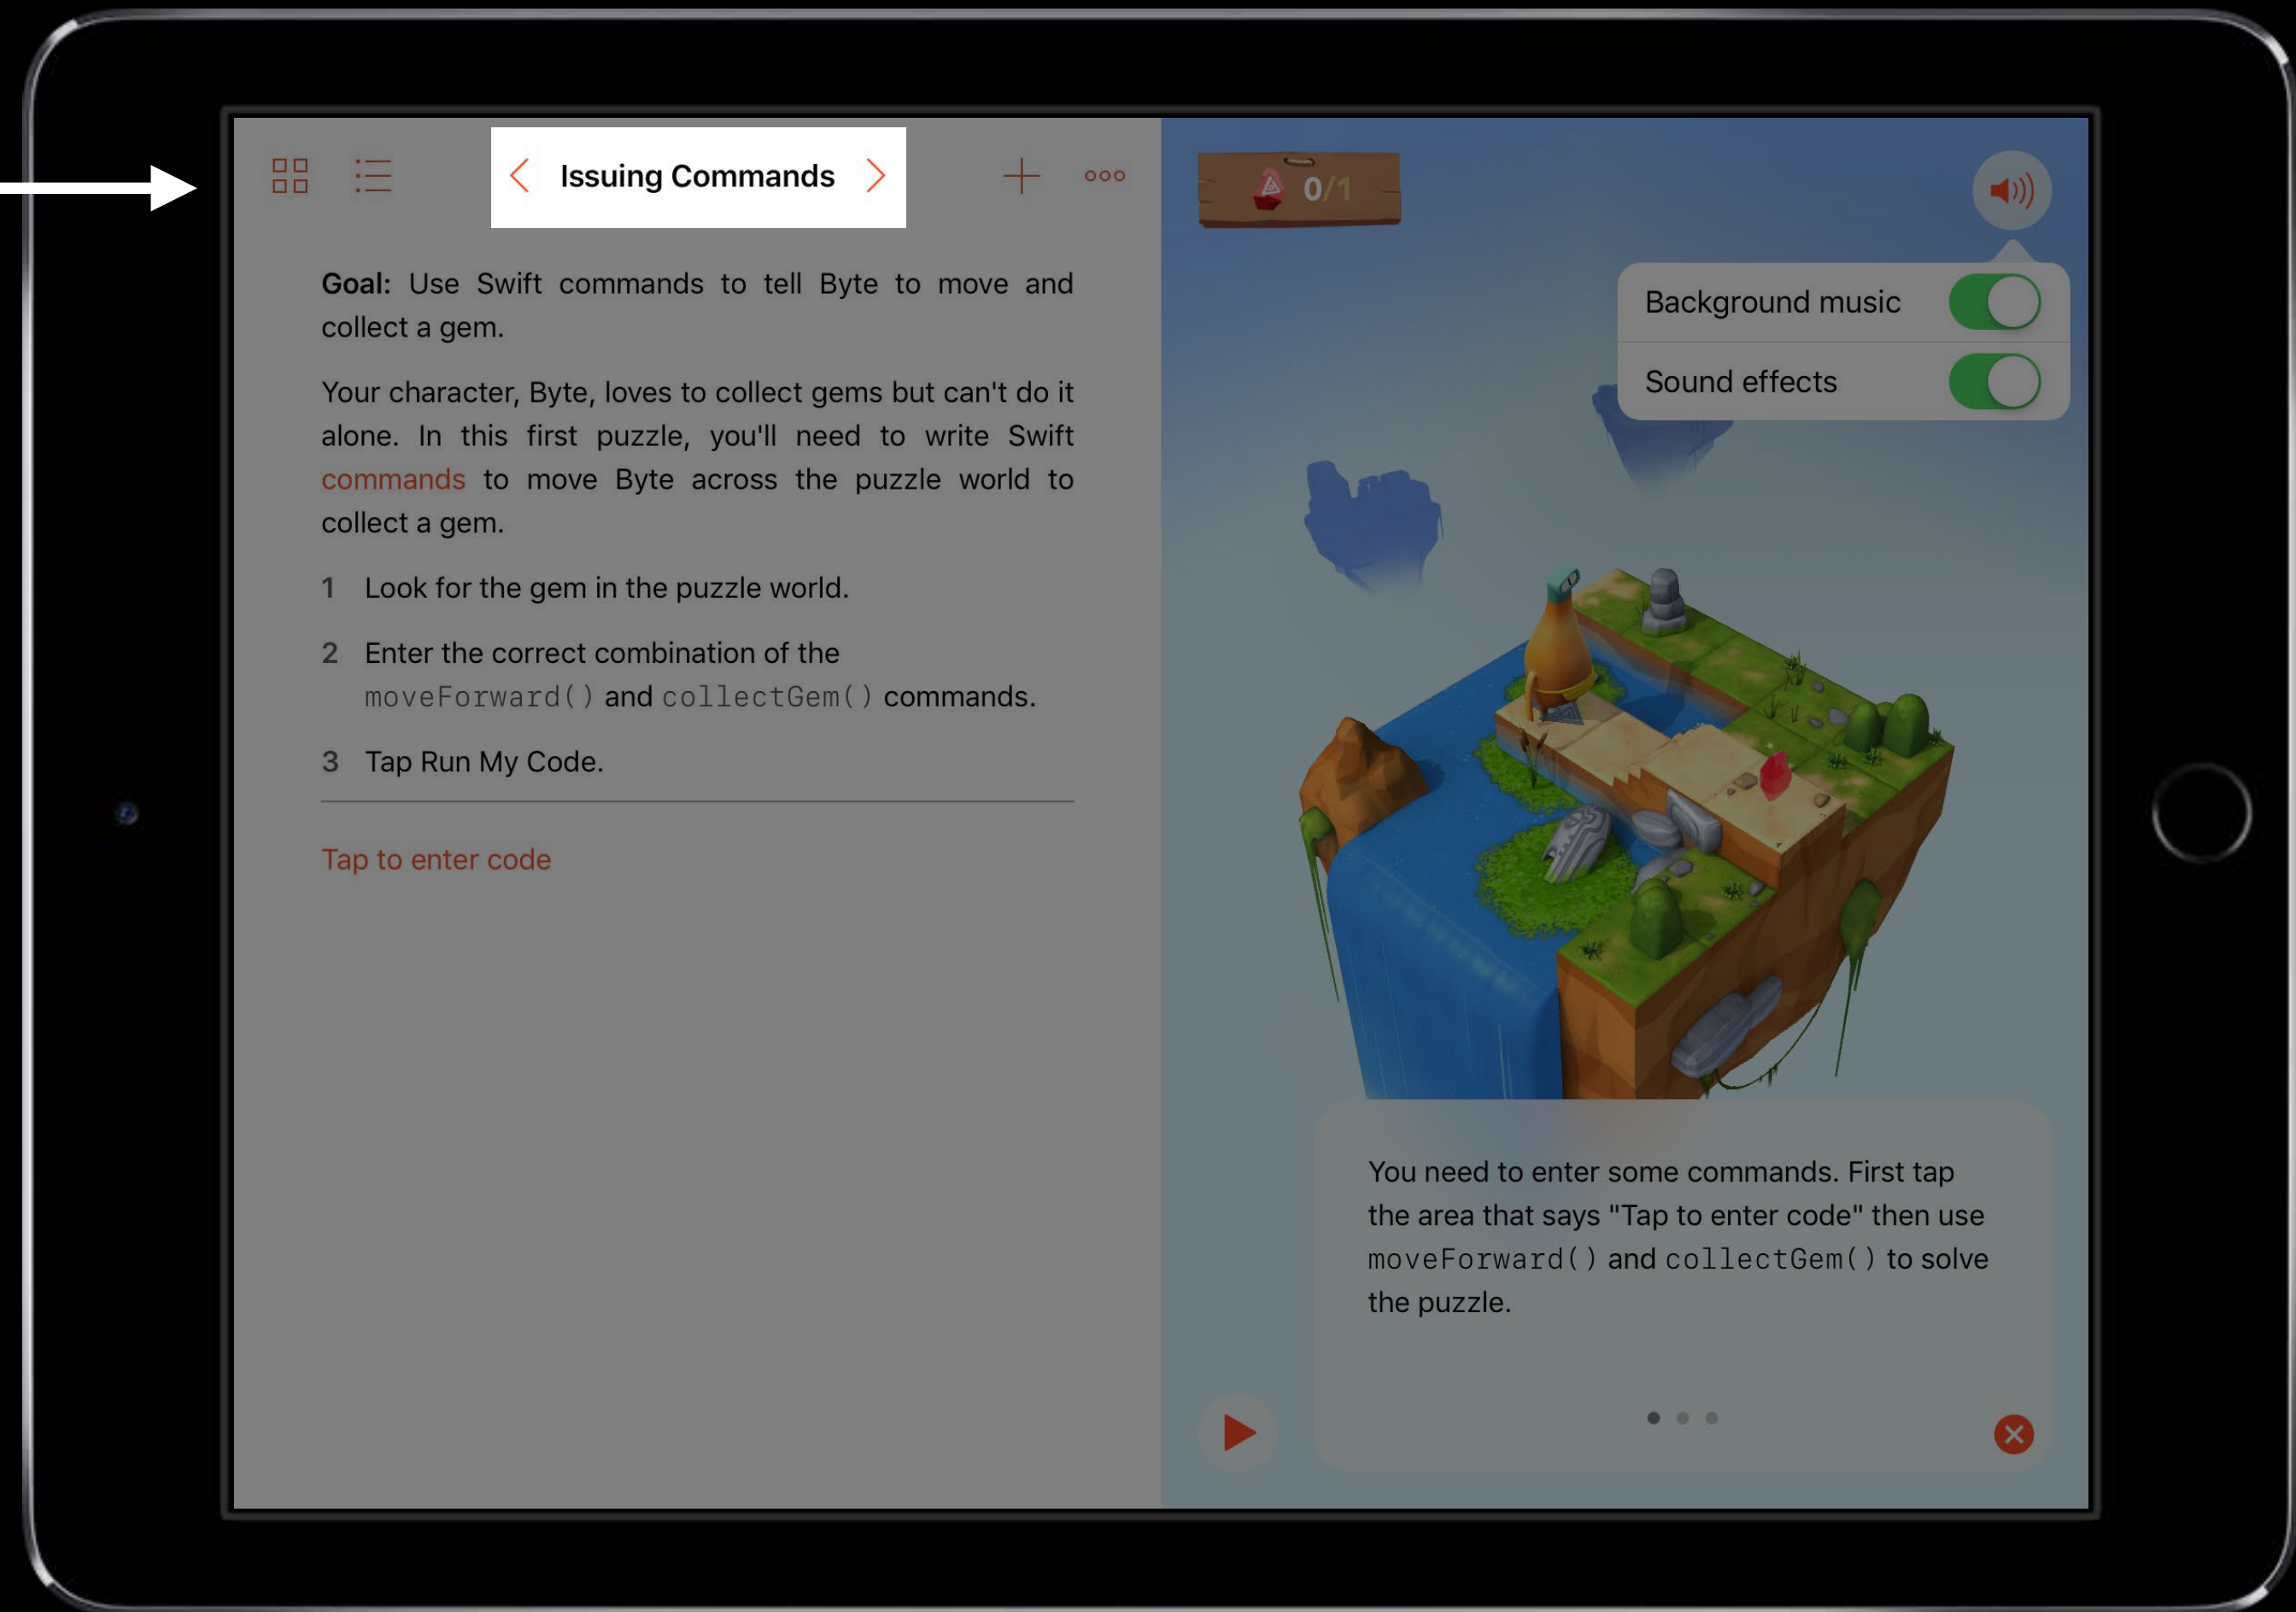 Issuing Commands
Goal: Use Swift commands to tell Byte to move and
collect a gem.
Your character, Byte, loves to collect gems but can't do it
alone. In this first puzzle, you'll need to write Swift
commands to move Byte across the puzzle world to
collect a gem.
1 Look for the gem in the puzzle world.
2 Enter the correct combination of the
moveForward() and collectGem() commands.
3 Tap Run My Code.
Tap to enter code
0/1
Background music
Sound effects
You need to enter some commands. First tap
the area that says "Tap to enter code" then use
moveForward() and collectGem() to solve
the puzzle.